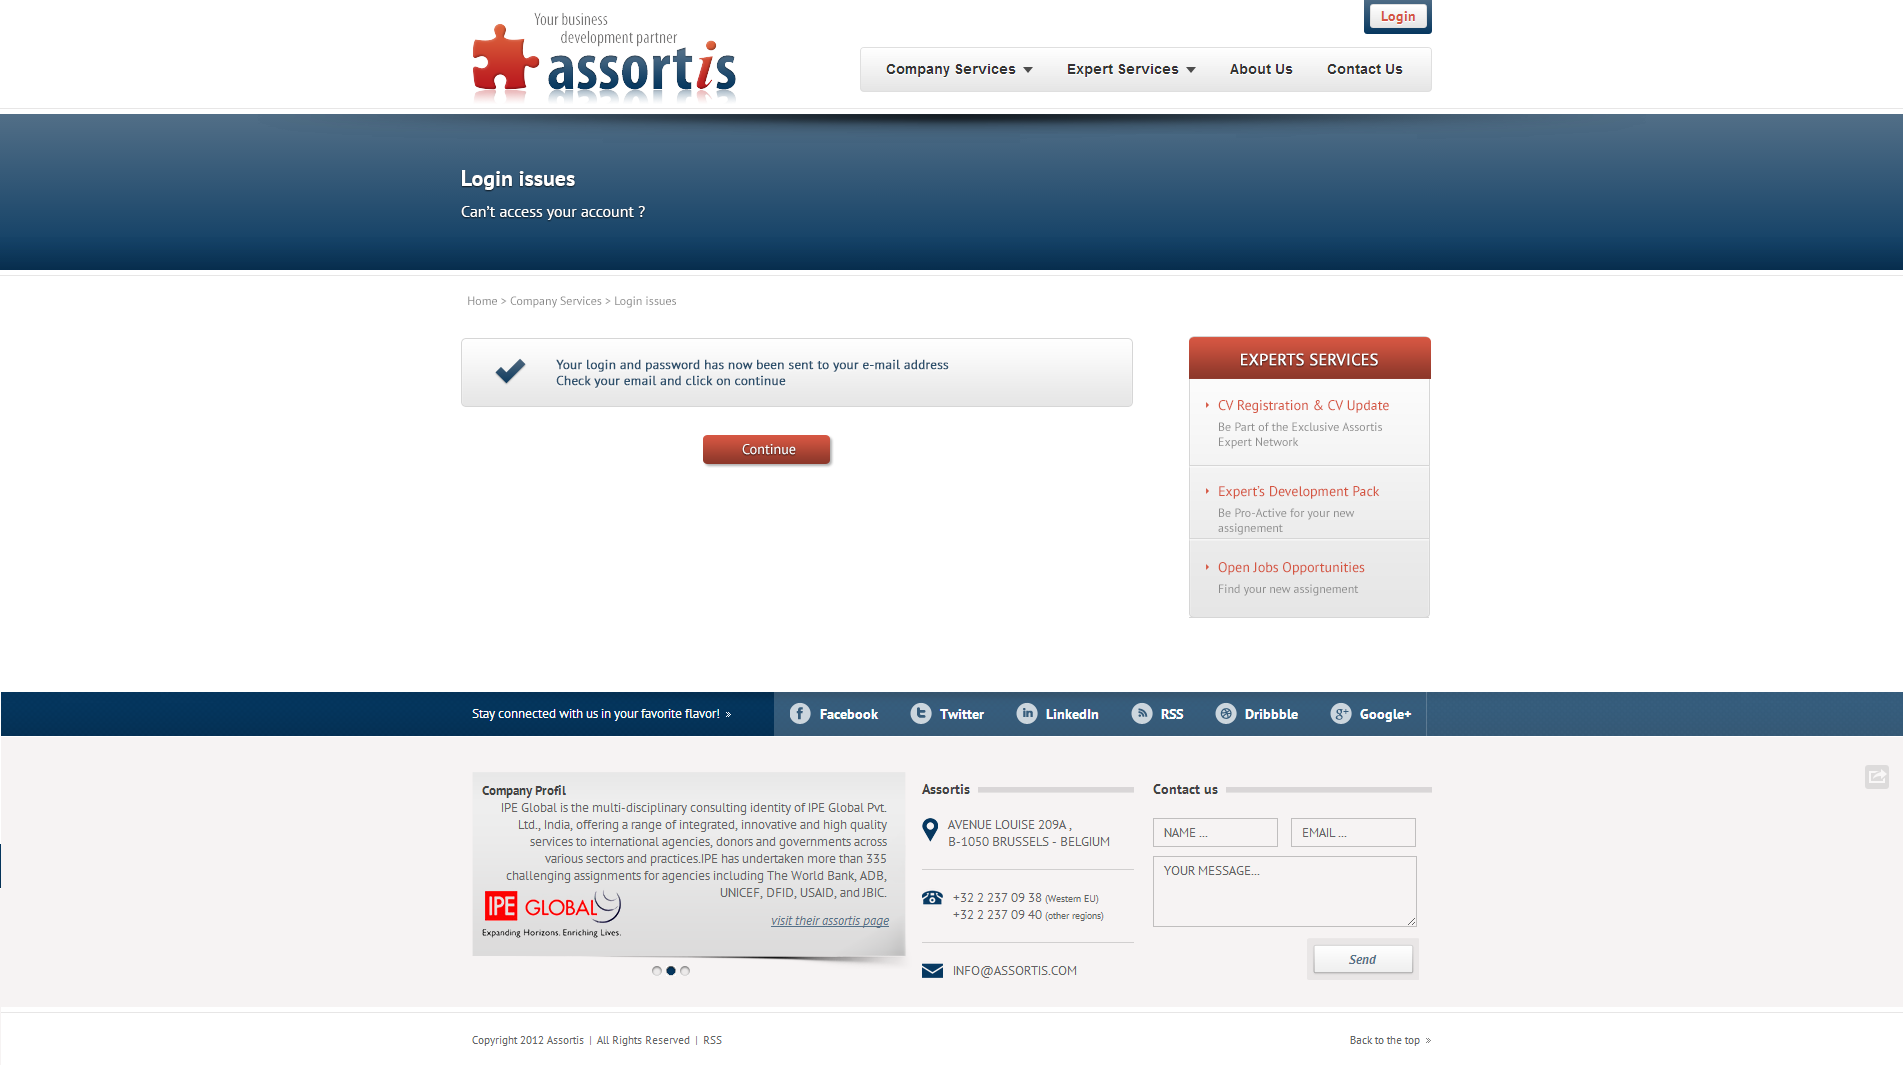 Your business
development partner
assortis
Login
Company Services
Expert Services
About Us
Contact Us
Login issues
Can't access your account ?
Home > Company Services > Login issues
Your login and password has now been sent to your e-mail address
Check your email and click on continue
Continue
EXPERTS SERVICES
CV Registration & CV Update
Be Part of the Exclusive Assortis
Expert Network
Expert's Development Pack
Be Pro-Active for your new
assignement
Open Jobs Opportunities
Find your new assignement
Stay connected with us in your favorite flavor! »
Facebook
Twitter
LinkedIn
RSS
Dribbble
Google+
Company Profil
IPE Global is the multi-disciplinary consulting identity of IPE Global Pvt.
Ltd., India, offering a range of integrated, innovative and high quality
services to international agencies, donors and governments across
various sectors and practices.IPE has undertaken more than 335
challenging assignments for agencies including The World Bank, ADB,
UNICEF, DFID, USAID, and JBIC.
IPE GLOBAL
Expanding Horizons. Enriching Lives.
visit their assortis page
Assortis
AVENUE LOUISE 209A ,
B-1050 BRUSSELS - BELGIUM
+32 2 237 09 38 (Western EU)
+32 2 237 09 40 (other regions)
INFO@ASSORTIS.COM
Contact us
NAME ...
EMAIL ...
YOUR MESSAGE...
Send
Copyright 2012 Assortis | All Rights Reserved | RSS
Back to the top »